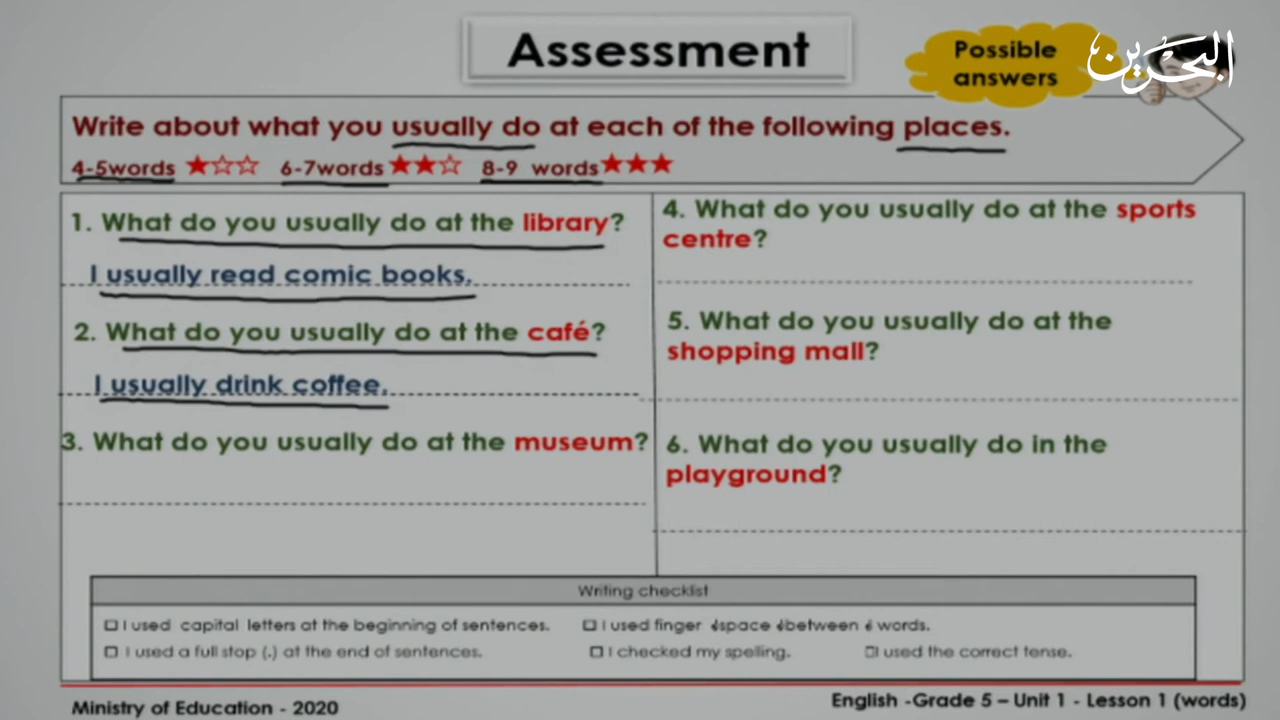 Assessment
Possible
answers
البحرين
Write about what you usually do at each of the following places.
4-5words 6-7words 8-9 words
1. What do you usually do at the library?
I usually read comic books.
2. What do you usually do at the café?
I usually drink coffee.
3. What do you usually do at the museum?
4. What do you usually do at the sports
centre?
5. What do you usually do at the
shopping mall?
6. What do you usually do in the
playground?
Writing checklist
I used capital letters at the beginning of sentences.
I used finger space between words.
I used a full stop (.) at the end of sentences.
I checked my spelling.
I used the correct tense.
Ministry of Education - 2020
English -Grade 5 – Unit 1 - Lesson 1 (words)